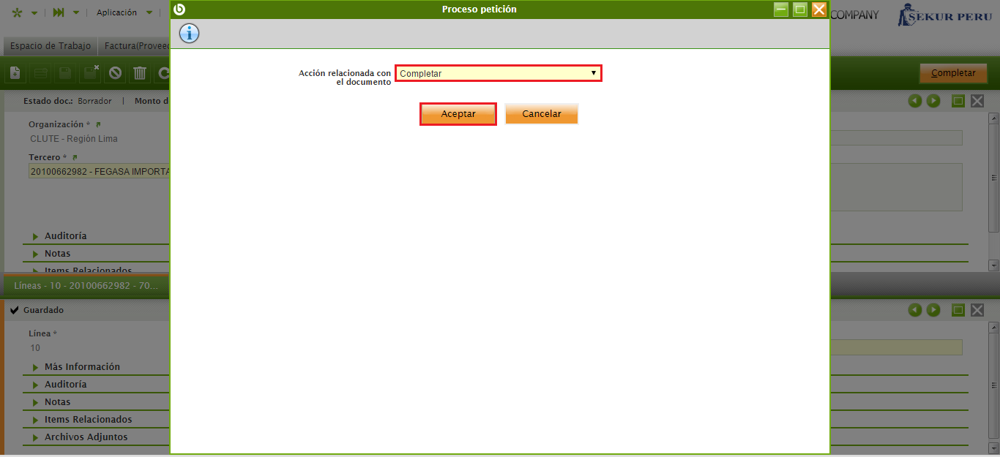 Aplicación
Proceso petición
COMPANY
SEKUR PERU
Espacio de Trabajo
Factura(Provee
Completar
Estado doc.: Borrador | Monto d
Organización *
CLUTE - Región Lima
Tercero *
20100662982 - FEGASA IMPORTA
Auditoría
Notas
Items Relacionados
Acción relacionada con
el documento
Completar
Aceptar
Cancelar
Líneas - 10 - 20100662982 - 70...
Guardado
Línea *
10
Más Información
Auditoría
Notas
Items Relacionados
Archivos Adjuntos